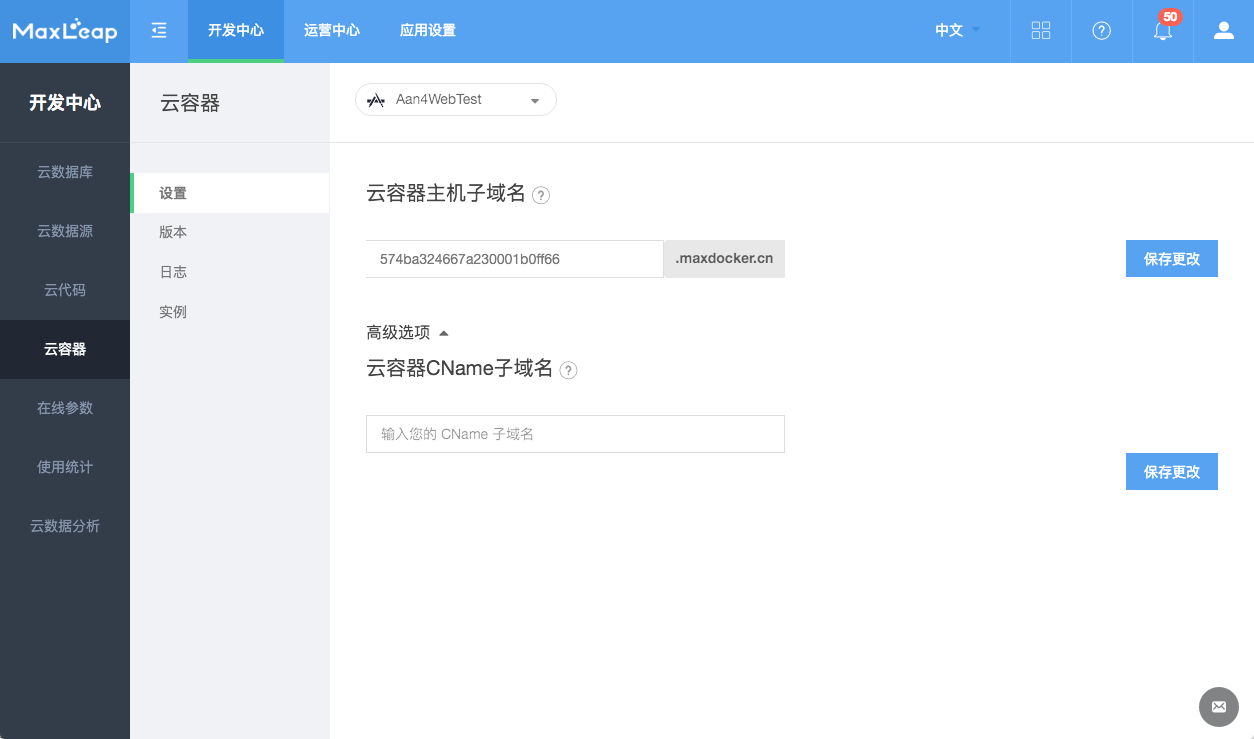 MaxLeap
开发中心
运营中心
应用设置
中文
50
开发中心
云数据库
云数据源
云代码
云容器
在线参数
使用统计
云数据分析
云容器
设置
版本
日志
实例
Aan4WebTest
云容器主机子域名 ?
574ba324667a230001b0ff66 .maxdocker.cn
保存更改
高级选项
云容器CName子域名 ?
输入您的 CName 子域名
保存更改